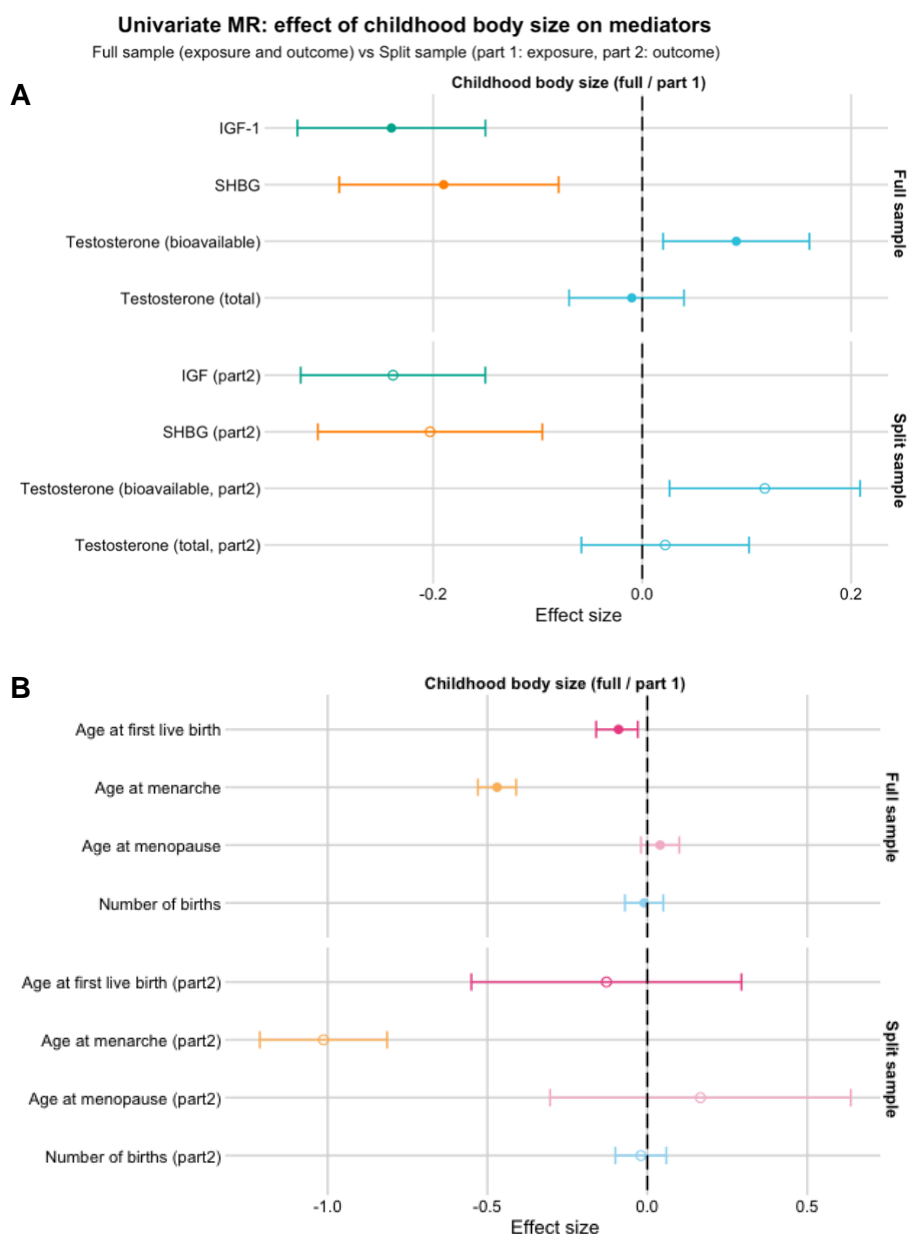 Univariate MR: effect of childhood body size on mediators
Full sample (exposure and outcome) vs Split sample (part 1: exposure, part 2: outcome)
A
Childhood body size (full / part 1)
IGF-1
SHBG
Testosterone (bioavailable)
Testosterone (total)
Full sample
IGF (part2)
SHBG (part2)
Testosterone (bioavailable, part2)
Testosterone (total, part2)
Split sample
-0.2 0.0 0.2
Effect size
B
Childhood body size (full / part 1)
Age at first live birth
Age at menarche
Age at menopause
Number of births
Full sample
Age at first live birth (part2)
Age at menarche (part2)
Age at menopause (part2)
Number of births (part2)
Split sample
-1.0 -0.5 0.0 0.5
Effect size